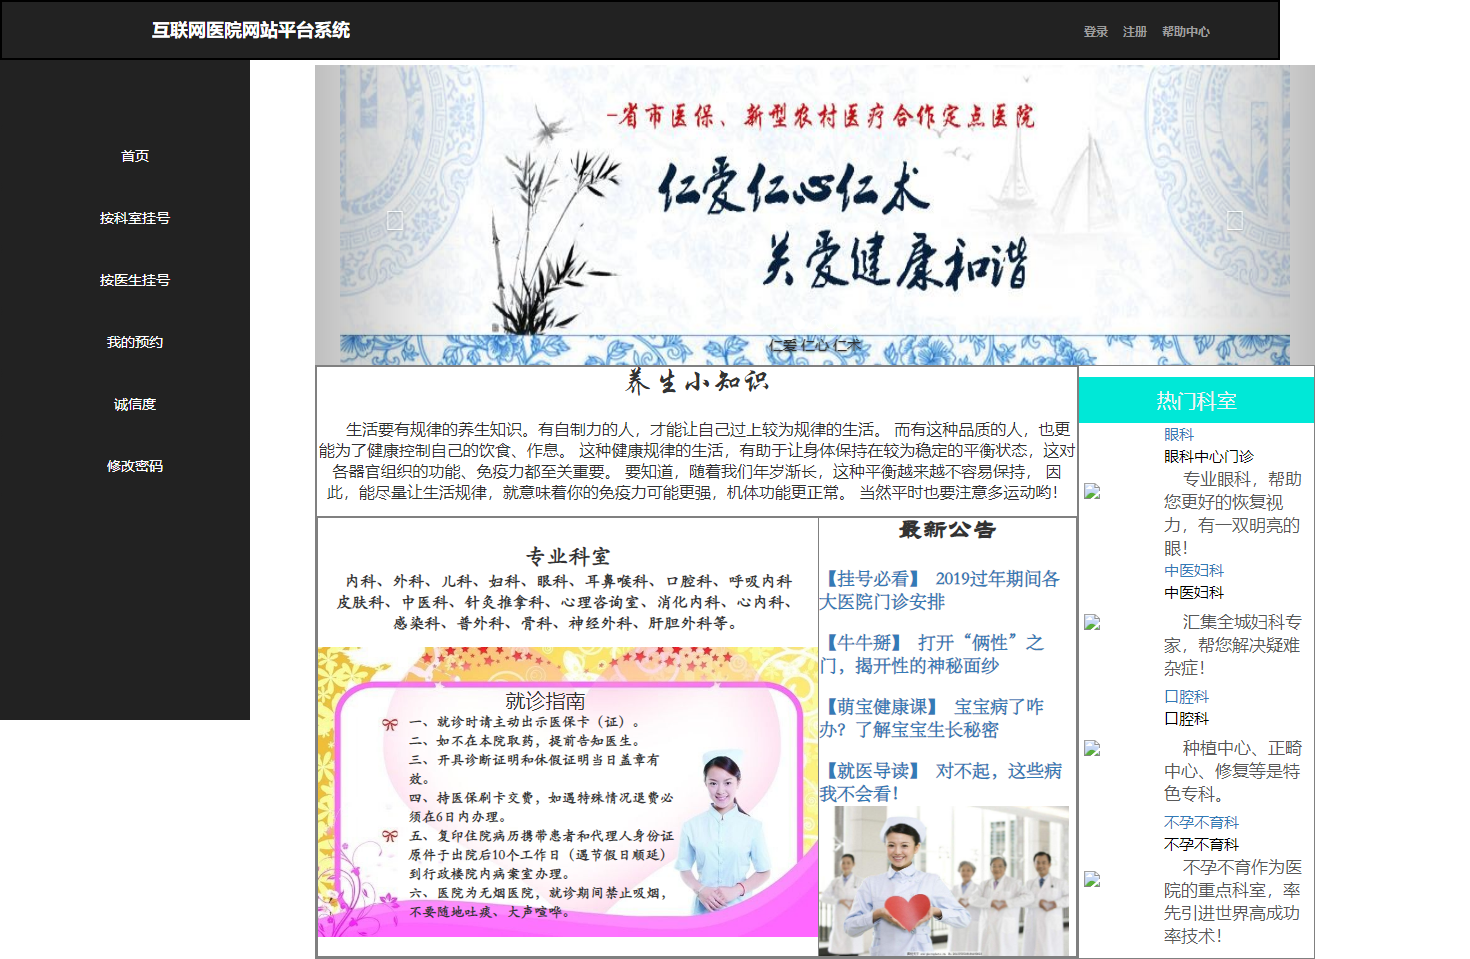 互联网医院网站平台系统
登录 注册 帮助中心
首页
按科室挂号
按医生挂号
我的预约
诚信度
修改密码
-省市医保、新型农村医疗合作定点医院
仁爱仁心仁术
关爱健康和谐
仁爱 仁心 仁术
养生小知识
生活要有规律的养生知识。有自制力的人，才能让自己过上较为规律的生活。 而有这种品质的人，也更
能为了健康控制自己的饮食、作息。 这种健康规律的生活，有助于让身体保持在较为稳定的平衡状态，这对
各器官组织的功能、免疫力都至关重要。 要知道，随着我们年岁渐长，这种平衡越来越不容易保持， 因
此，能尽量让生活规律，就意味着你的免疫力可能更强，机体功能更正常。 当然平时也要注意多运动哟！
专业科室
内科、外科、儿科、妇科、眼科、耳鼻喉科、口腔科、呼吸内科
皮肤科、中医科、针灸推拿科、心理咨询室、消化内科、心内科、
感染科、普外科、骨科、神经外科、肝胆外科等。
就诊指南
一、就诊时请主动出示医保卡（证）。
二、如不在本院取药，提前告知医生。
三、开具诊断证明和休假证明当日盖章有
效。
四、持医保刷卡交费，如遇特殊情况退费必
须在6日内办理。
五、复印住院病历携带患者和代理人身份证
原件于出院后10个工作日（遇节假日顺延）
到行政楼院内病案室办理。
六、医院为无烟医院，就诊期间禁止吸烟，
不要随地吐痰、大声喧哗。
最新公告
【挂号必看】 2019过年期间各
大医院门诊安排
【牛牛掰】 打开“俩性”之
门，揭开性的神秘面纱
【萌宝健康课】 宝宝病了咋
办？了解宝宝生长秘密
【就医导读】 对不起，这些病
我不会看！
热门科室
眼科
眼科中心门诊
专业眼科，帮助
您更好的恢复视
力，有一双明亮的
眼！
中医妇科
中医妇科
汇集全城妇科专
家，帮您解决疑难
杂症！
口腔科
口腔科
种植中心、正畸
中心、修复等是特
色专科。
不孕不育科
不孕不育科
不孕不育作为医
院的重点科室，率
先引进世界高成功
率技术！